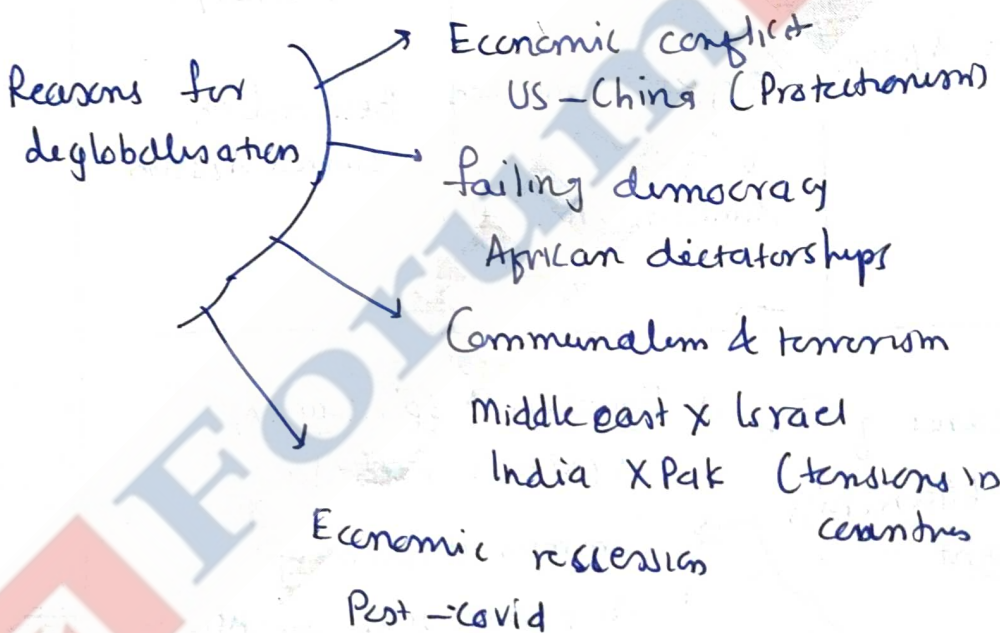 Reasons for
deglobalisation
Economic conflict
US - China (Protectionism)
failing democracy
African dictatorships
Communalism & terrorism
Middle east X Israel
India X Pak (tensions in
countries
Economic recession
Post - Covid
Forum